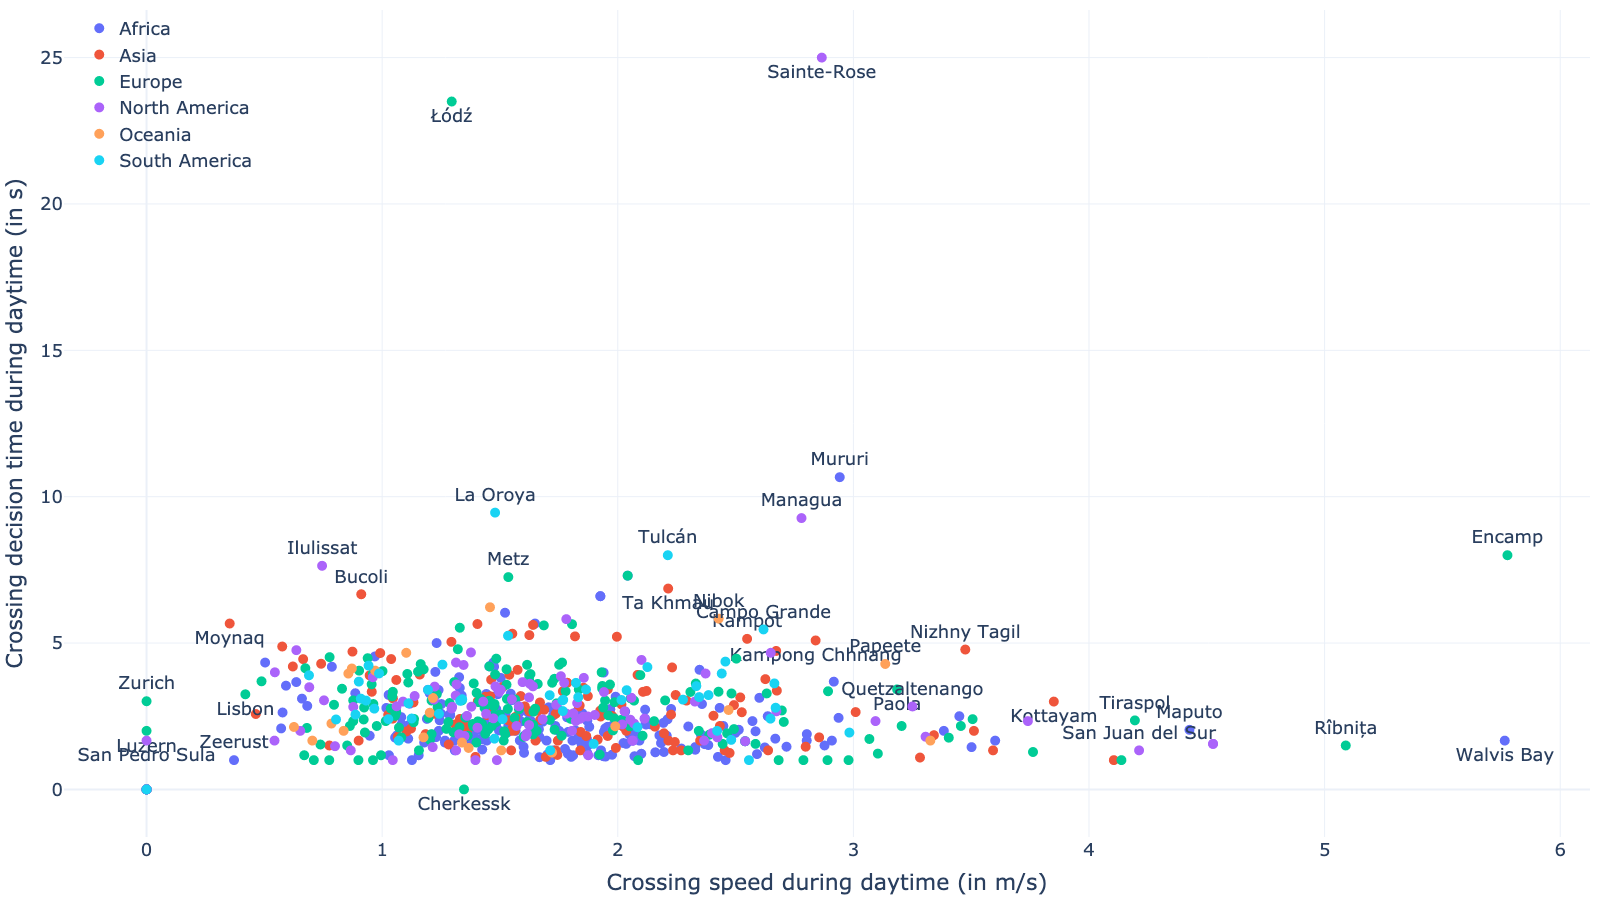 Africa
Asia
Europe
North America
Oceania
South America
Crossing decision time during daytime (in s)
25
20
15
10
5
0
Sainte-Rose
Łódź
Mururi
La Oroya
Managua
Tulcán
Encamp
Ilulissat
Metz
Bucoli
Ta Khmau
Nibok
Campo Grande
Kampot
Moynaq
Nizhny Tagil
Papeete
Kampong Chhnang
Zurich
Quetzaltenango
Lisbon
Paola
Tiraspol
Kottayam
Maputo
Rîbnița
San Juan del Sur
Zeerust
Luzern
San Pedro Sula
Walvis Bay
Cherkessk
0
1
2
3
4
5
6
Crossing speed during daytime (in m/s)